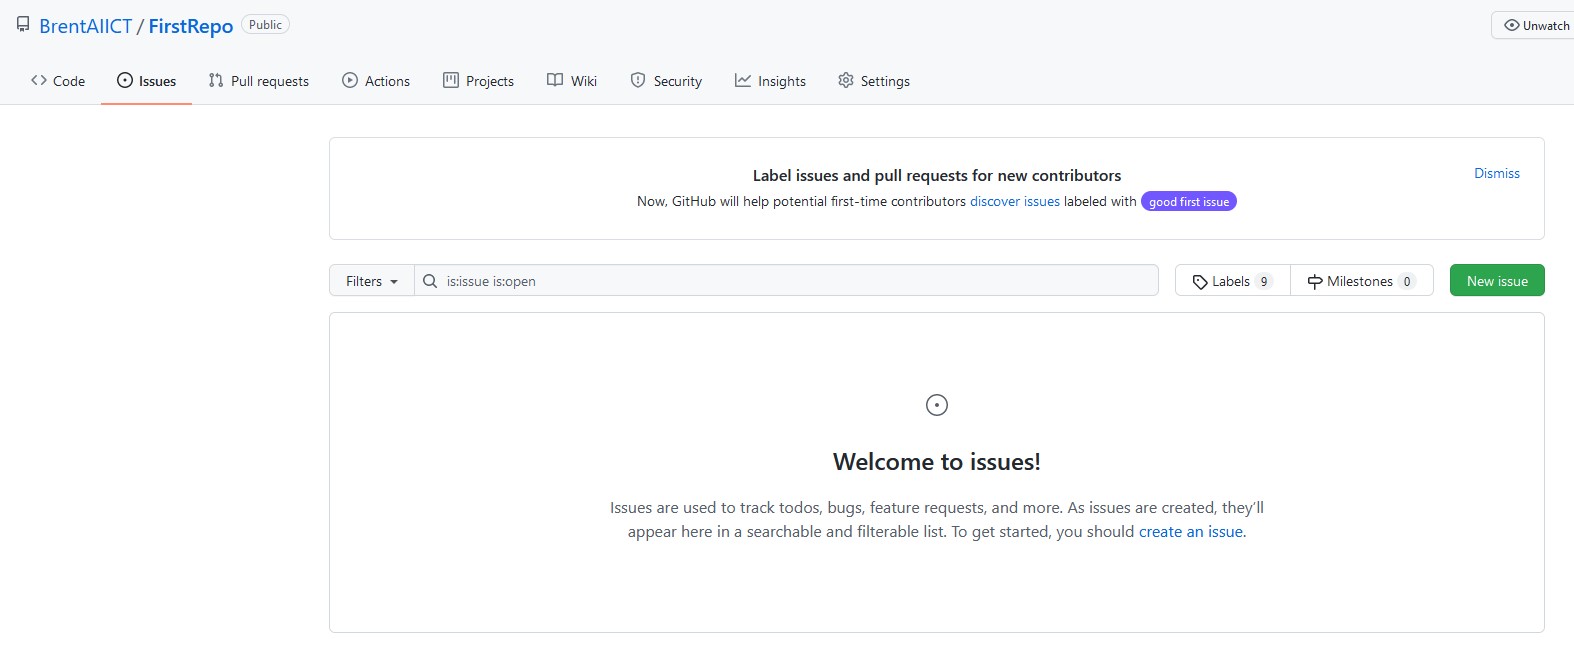 BrentAIICT / FirstRepo Public
Unwatch
Code Issues Pull requests Actions Projects Wiki Security Insights Settings
Label issues and pull requests for new contributors
Dismiss
Now, GitHub will help potential first-time contributors discover issues labeled with good first issue
Filters is:issue is:open Labels 9 Milestones 0 New issue
Welcome to issues!
Issues are used to track todos, bugs, feature requests, and more. As issues are created, they’ll
appear here in a searchable and filterable list. To get started, you should create an issue.